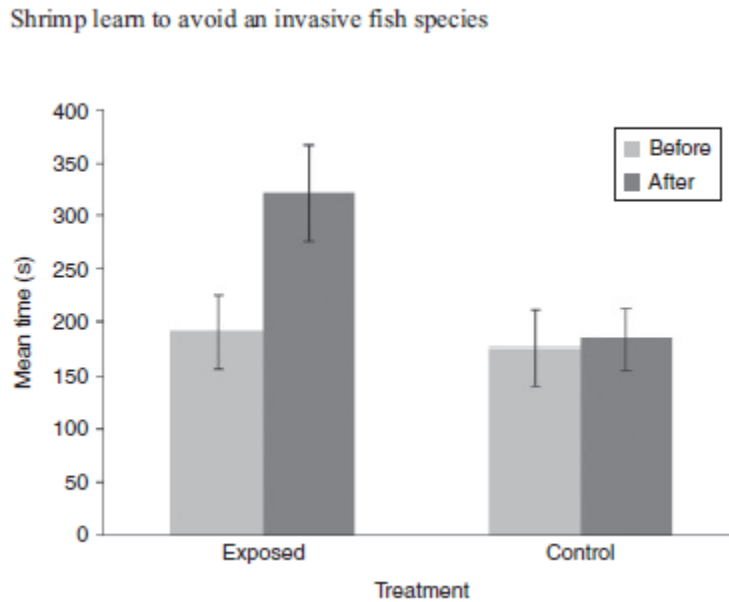 Shrimp learn to avoid an invasive fish species
400
350
300
250
200
150
100
50
0
Mean time (s)
Before
After
Exposed
Control
Treatment